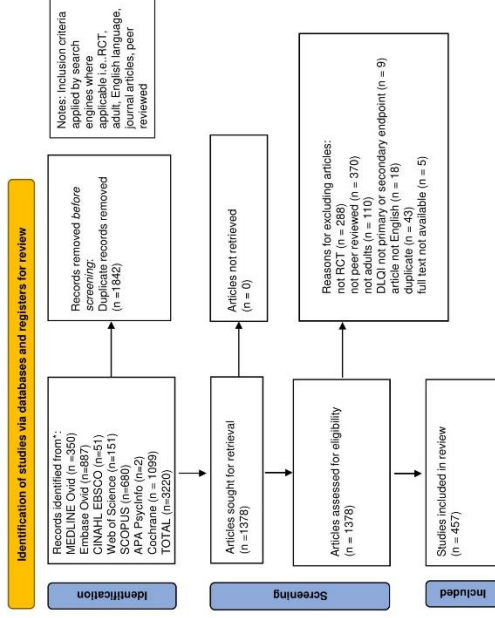 Identification of studies via databases and registers for review
Identification
Records identified from*:
MEDLINE Ovid (n =350)
Embase Ovid (n=887)
CINAHL EBSCO (n=51)
Web of Science (n=151)
SCOPUS (n=680)
APA PsycInfo (n=2)
Cochrane (n = 1099)
TOTAL (n=3220)
Records removed before
screening:
Duplicate records removed
(n =1842)
Notes: Inclusion criteria
applied by search
engines where
applicable i.e..RCT,
adult, English language,
journal articles, peer
reviewed
Screening
Articles sought for retrieval
(n =1378)
Articles not retrieved
(n = 0)
Articles assessed for eligibility
(n = 1378)
Reasons for excluding articles:
not RCT (n = 288)
not peer reviewed (n = 370)
not adults (n = 110)
DLQI not primary or secondary endpoint (n = 9)
article not English (n = 18)
duplicate (n = 43)
full text not available (n = 5)
Included
Studies included in review
(n = 457)